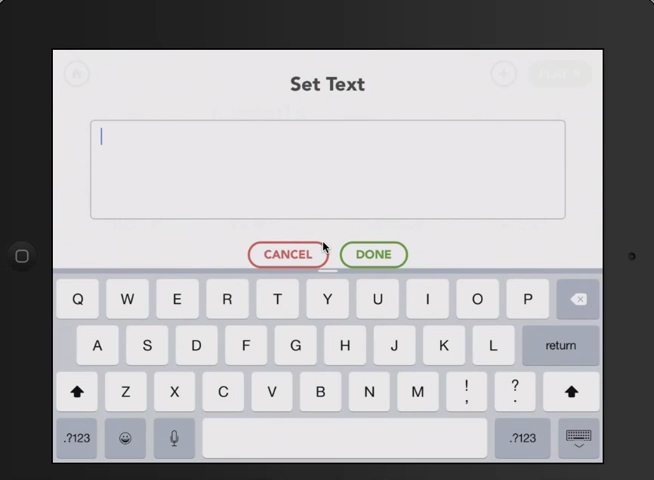 Set Text
CANCEL DONE
Q W E R T Y U I O P
A S D F G H J K L return
Z X C V B N M ! , ? .
.?123 .?123